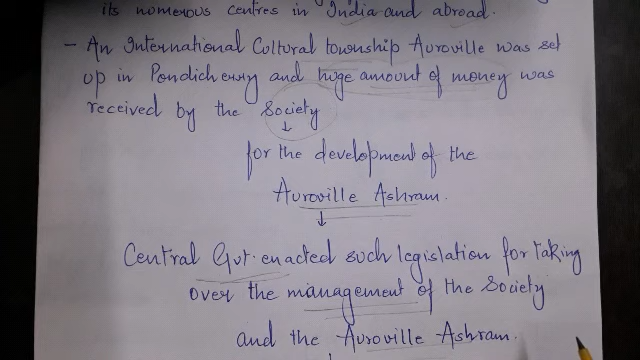 its numerous centres in India and abroad.
- An International Cultural township Auroville was set
up in Pondicherry and huge amount of money was
received by the Society
↓
for the development of the
Auroville Ashram.
↓
Central Gvt. enacted such legislation for taking
over the management of the Society
and the Auroville Ashram.